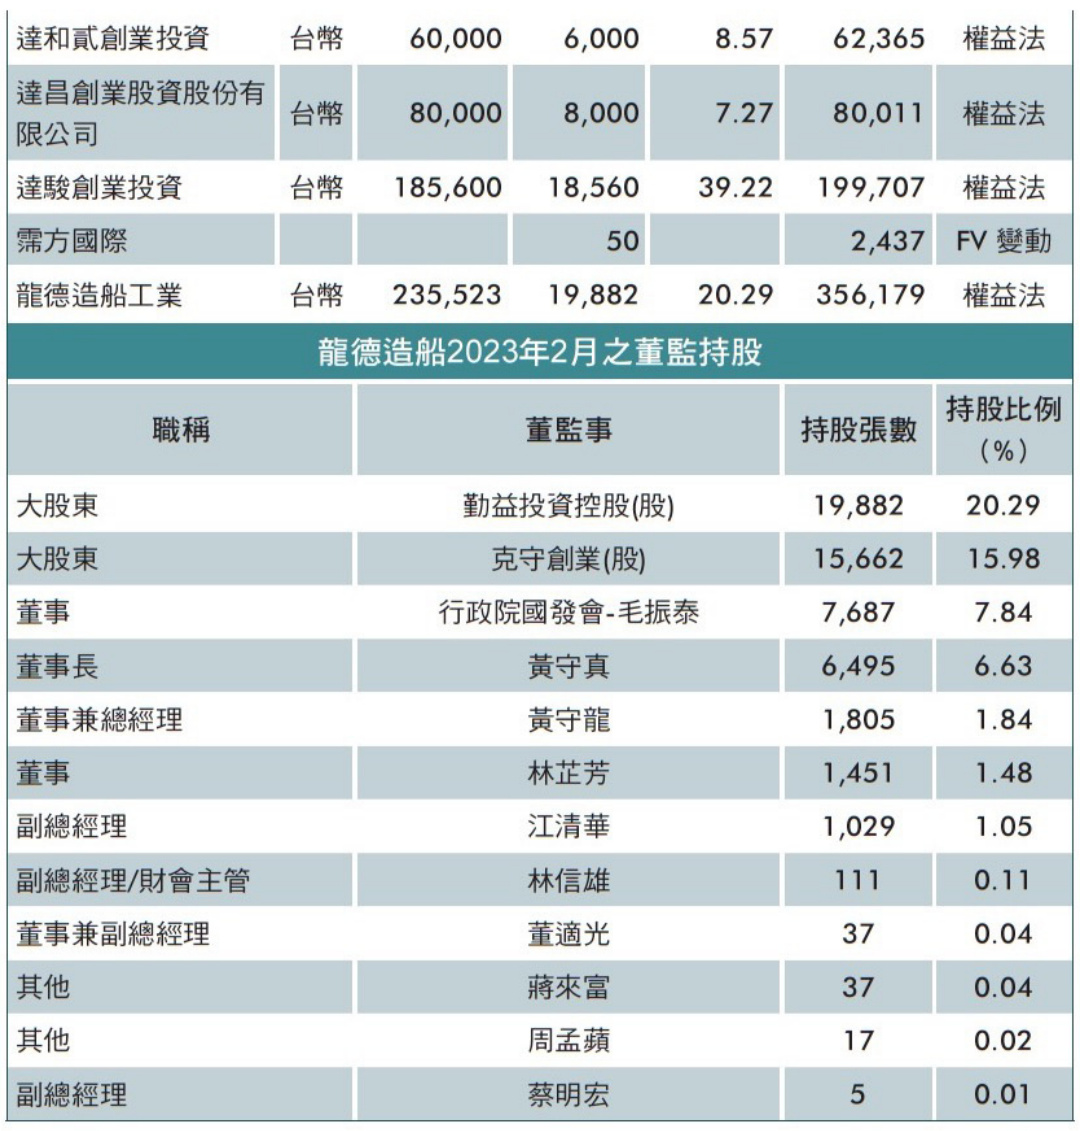 達和貳創業投資 台幣 60,000 6,000 8.57 62,365 權益法
達昌創業股資股份有
限公司 台幣 80,000 8,000 7.27 80,011 權益法
達駿創業投資 台幣 185,600 18,560 39.22 199,707 權益法
霈方國際 50 2,437 FV 變動
龍德造船工業 台幣 235,523 19,882 20.29 356,179 權益法
龍德造船2023年2月之董監持股
職稱 董監事 持股張數 持股比例
(%)
大股東 勤益投資控股(股) 19,882 20.29
大股東 克守創業(股) 15,662 15.98
董事 行政院國發會-毛振泰 7,687 7.84
董事長 黃守真 6,495 6.63
董事兼總經理 黃守龍 1,805 1.84
董事 林芷芳 1,451 1.48
副總經理 江清華 1,029 1.05
副總經理/財會主管 林信雄 111 0.11
董事兼副總經理 董適光 37 0.04
其他 蔣來富 37 0.04
其他 周孟蘋 17 0.02
副總經理 蔡明宏 5 0.01